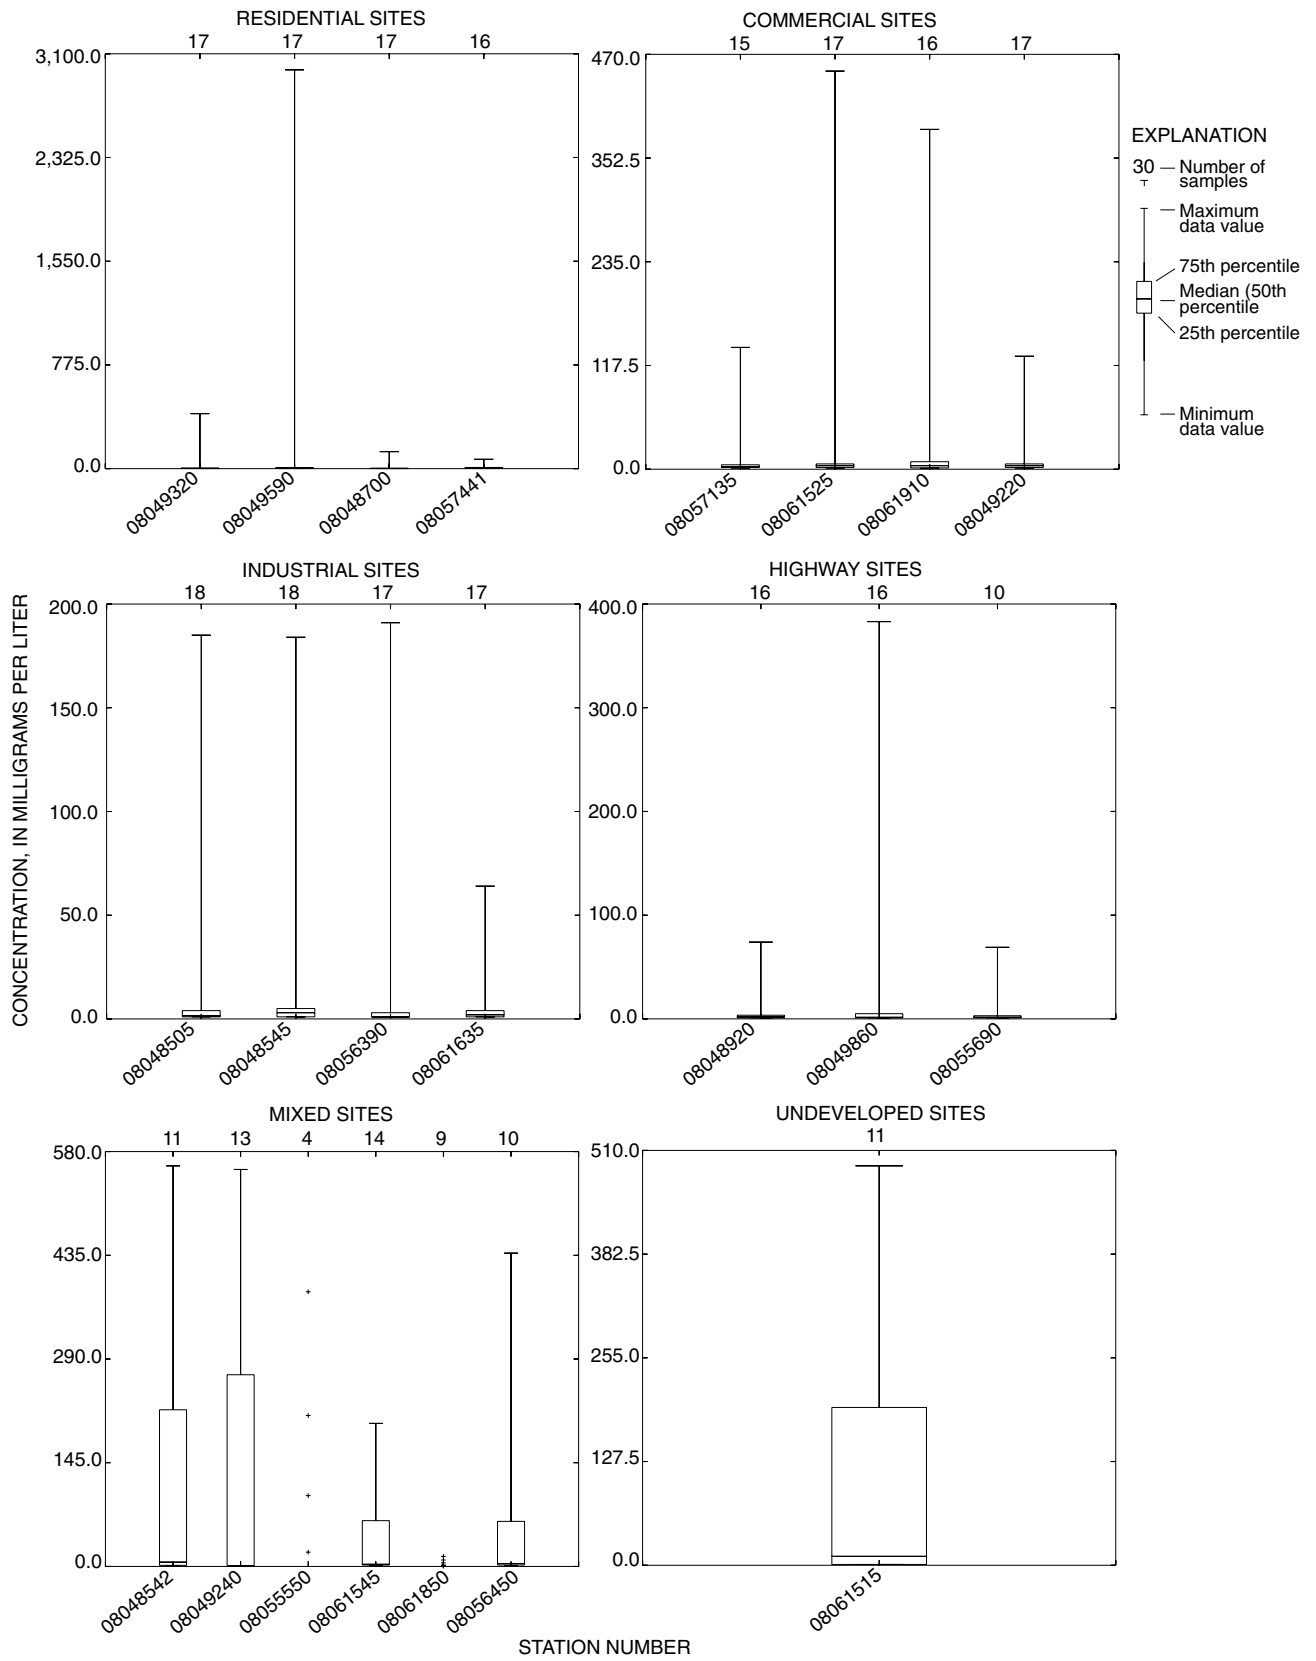 RESIDENTIAL SITES
17 17 17 16
3,100.0
2,325.0
1,550.0
775.0
0.0
08049320 08049590 08048700 08057441
COMMERCIAL SITES
15 17 16 17
470.0
352.5
235.0
117.5
0.0
08057135 08061525 08061910 08049220
EXPLANATION
30 Number of
samples
Maximum
data value
75th percentile
Median (50th
percentile
25th percentile
Minimum
data value
CONCENTRATION, IN MILLIGRAMS PER LITER
INDUSTRIAL SITES
18 18 17 17
200.0
150.0
100.0
50.0
0.0
08048505 08048545 08056390 08061635
HIGHWAY SITES
16 16 10
400.0
300.0
200.0
100.0
0.0
08048920 08049860 08055690
MIXED SITES
11 13 4 14 9 10
580.0
435.0
290.0
145.0
0.0
08048542 08049240 08055550 08061545 08061850 08056450
UNDEVELOPED SITES
11
510.0
382.5
255.0
127.5
0.0
08061515
STATION NUMBER